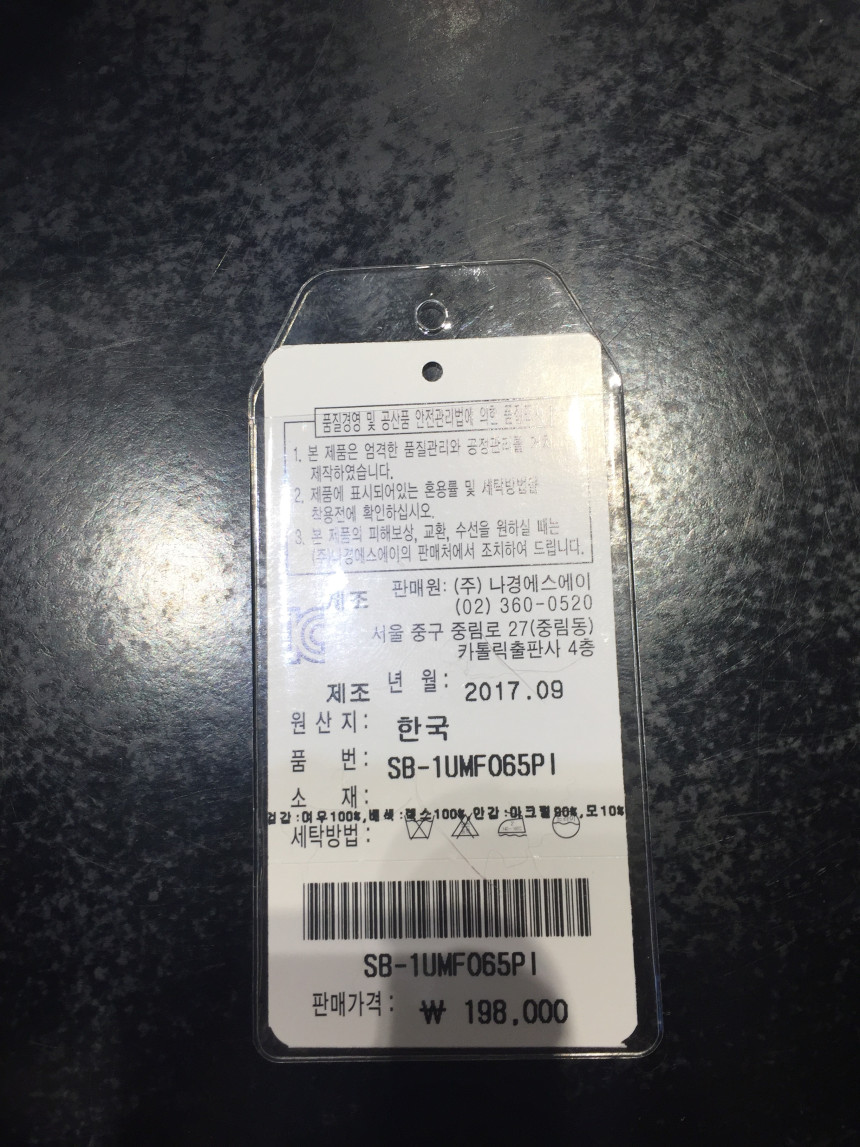 품질경영 및 공산품 안전관리법에 의한
1. 본 제품은 엄격한 품질관리와 공정관리를
제작하였습니다.
2. 제품에 표시되어있는 혼용률 및 세탁방법을
착용전에 확인하십시오.
3. 본 제품의 피해보상, 교환, 수선을 원하실 때는
(주)나경에스에이의 판매처에서 조치하여 드립니다.
제조 판매원: (주) 나경에스에이
(02) 360-0520
서울 중구 중림로 27(중림동)
카톨릭출판사 4층
제조 년 월: 2017.09
원산지: 한국
품 번: SB-1UMF065PI
소 재:
겉감:여우100%,배색:렉스100%,안감:아크릴90%,모10%
세탁방법:
SB-1UMF065PI
판매가격: ₩ 198,000